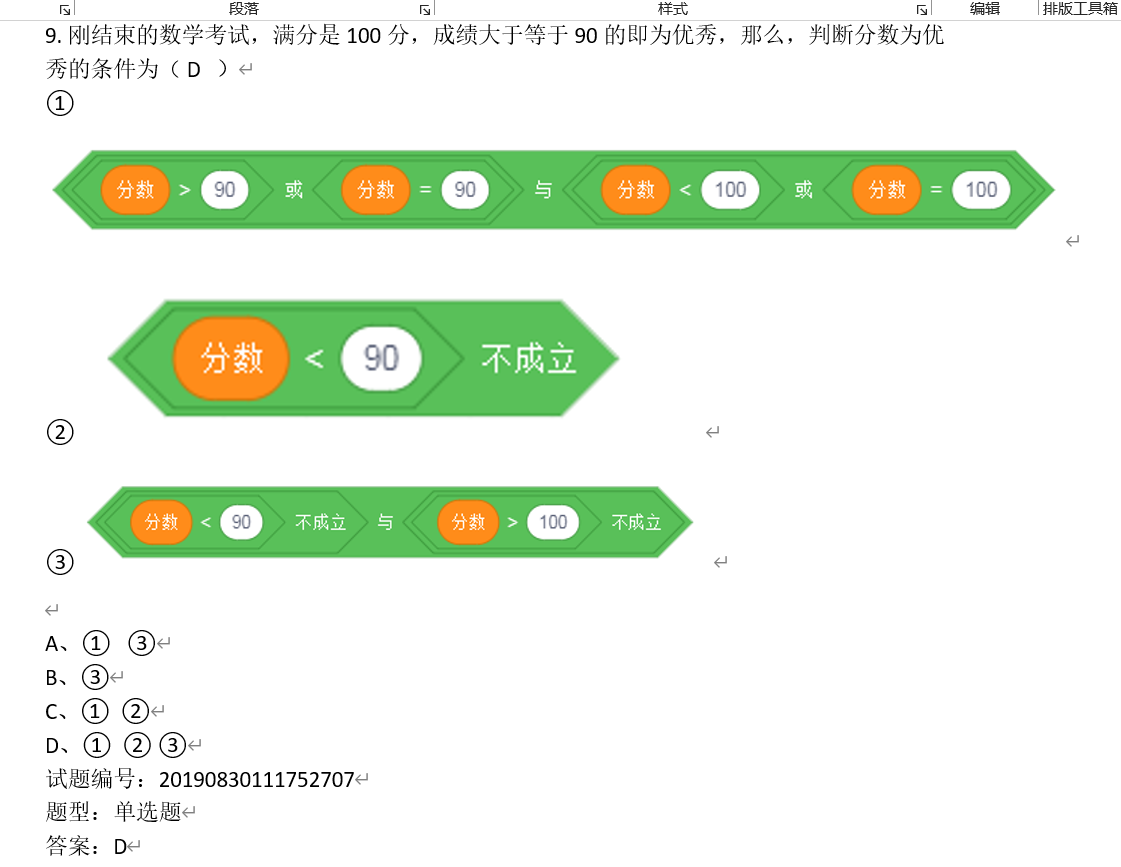 段落 样式 编辑 排版工具箱
9. 刚结束的数学考试，满分是 100 分，成绩大于等于 90 的即为优秀，那么，判断分数为优
秀的条件为（ D ）
①
分数 > 90 或 分数 = 90 与 分数 < 100 或 分数 = 100
分数 < 90 不成立
②
分数 < 90 不成立 与 分数 > 100 不成立
③
A、① ③
B、③
C、① ②
D、① ② ③
试题编号：20190830111752707
题型：单选题
答案：D